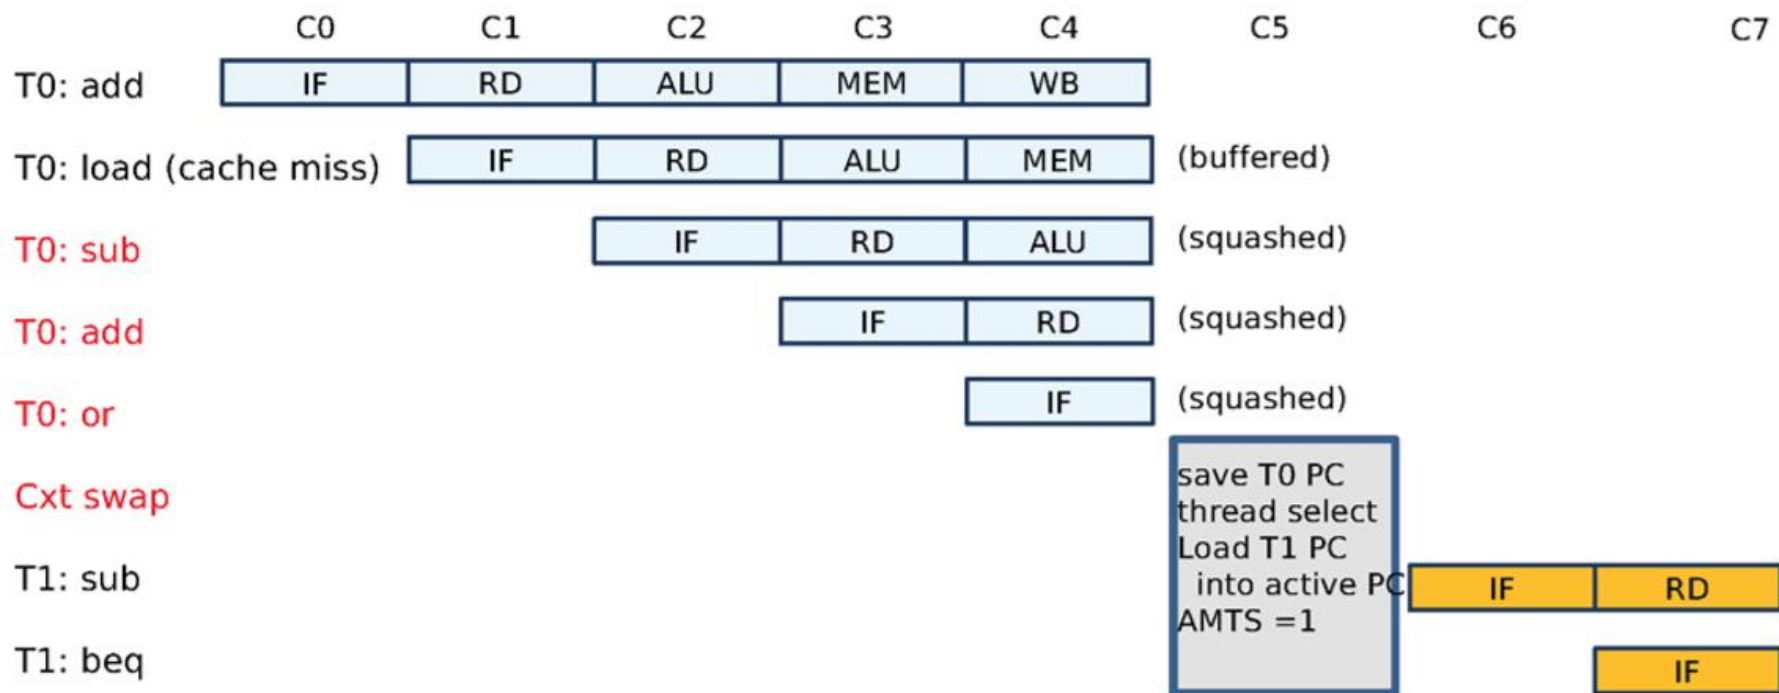 C0 C1 C2 C3 C4 C5 C6 C7
T0: add IF RD ALU MEM WB
T0: load (cache miss) IF RD ALU MEM (buffered)
T0: sub IF RD ALU (squashed)
T0: add IF RD (squashed)
T0: or IF (squashed)
Cxt swap
save T0 PC
thread select
Load T1 PC
into active PC
AMTS =1
T1: sub IF RD
T1: beq IF